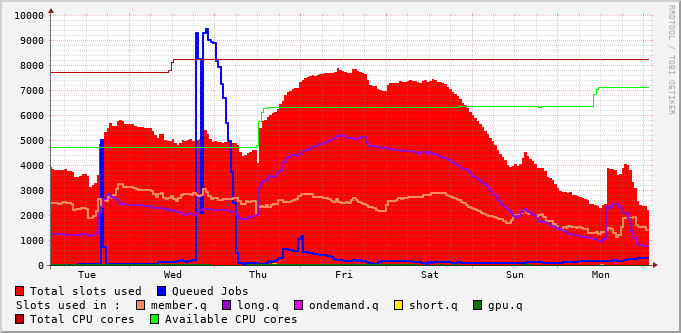 RRDTOOL / TOBI OETIKER
10000
9000
8000
7000
6000
5000
4000
3000
2000
1000
0
Tue Wed Thu Fri Sat Sun Mon
Total slots used Queued Jobs
Slots used in : member.q long.q ondemand.q short.q gpu.q
Total CPU cores Available CPU cores